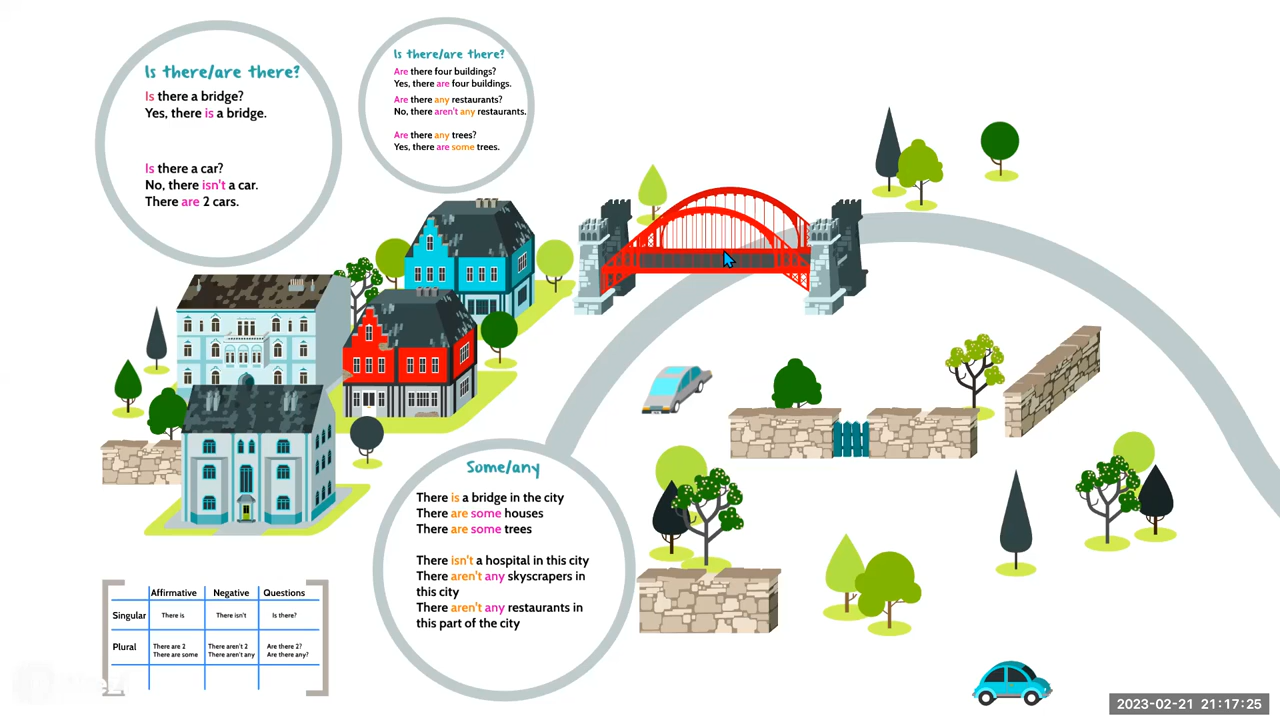 Is there/are there?
Is there a bridge?
Yes, there is a bridge.
Is there a car?
No, there isn't a car.
There are 2 cars.
Is there/are there?
Are there four buildings?
Yes, there are four buildings.
Are there any restaurants?
No, there aren't any restaurants.
Are there any trees?
Yes, there are some trees.
Some/any
There is a bridge in the city
There are some houses
There are some trees
There isn't a hospital in this city
There aren't any skyscrapers in
this city
There aren't any restaurants in
this part of the city
Affirmative Negative Questions
Singular There is There isn't Is there?
Plural There are 2 There aren't 2 Are there 2?
There are some There aren't any Are there any?
2023-02-21 21:17:25